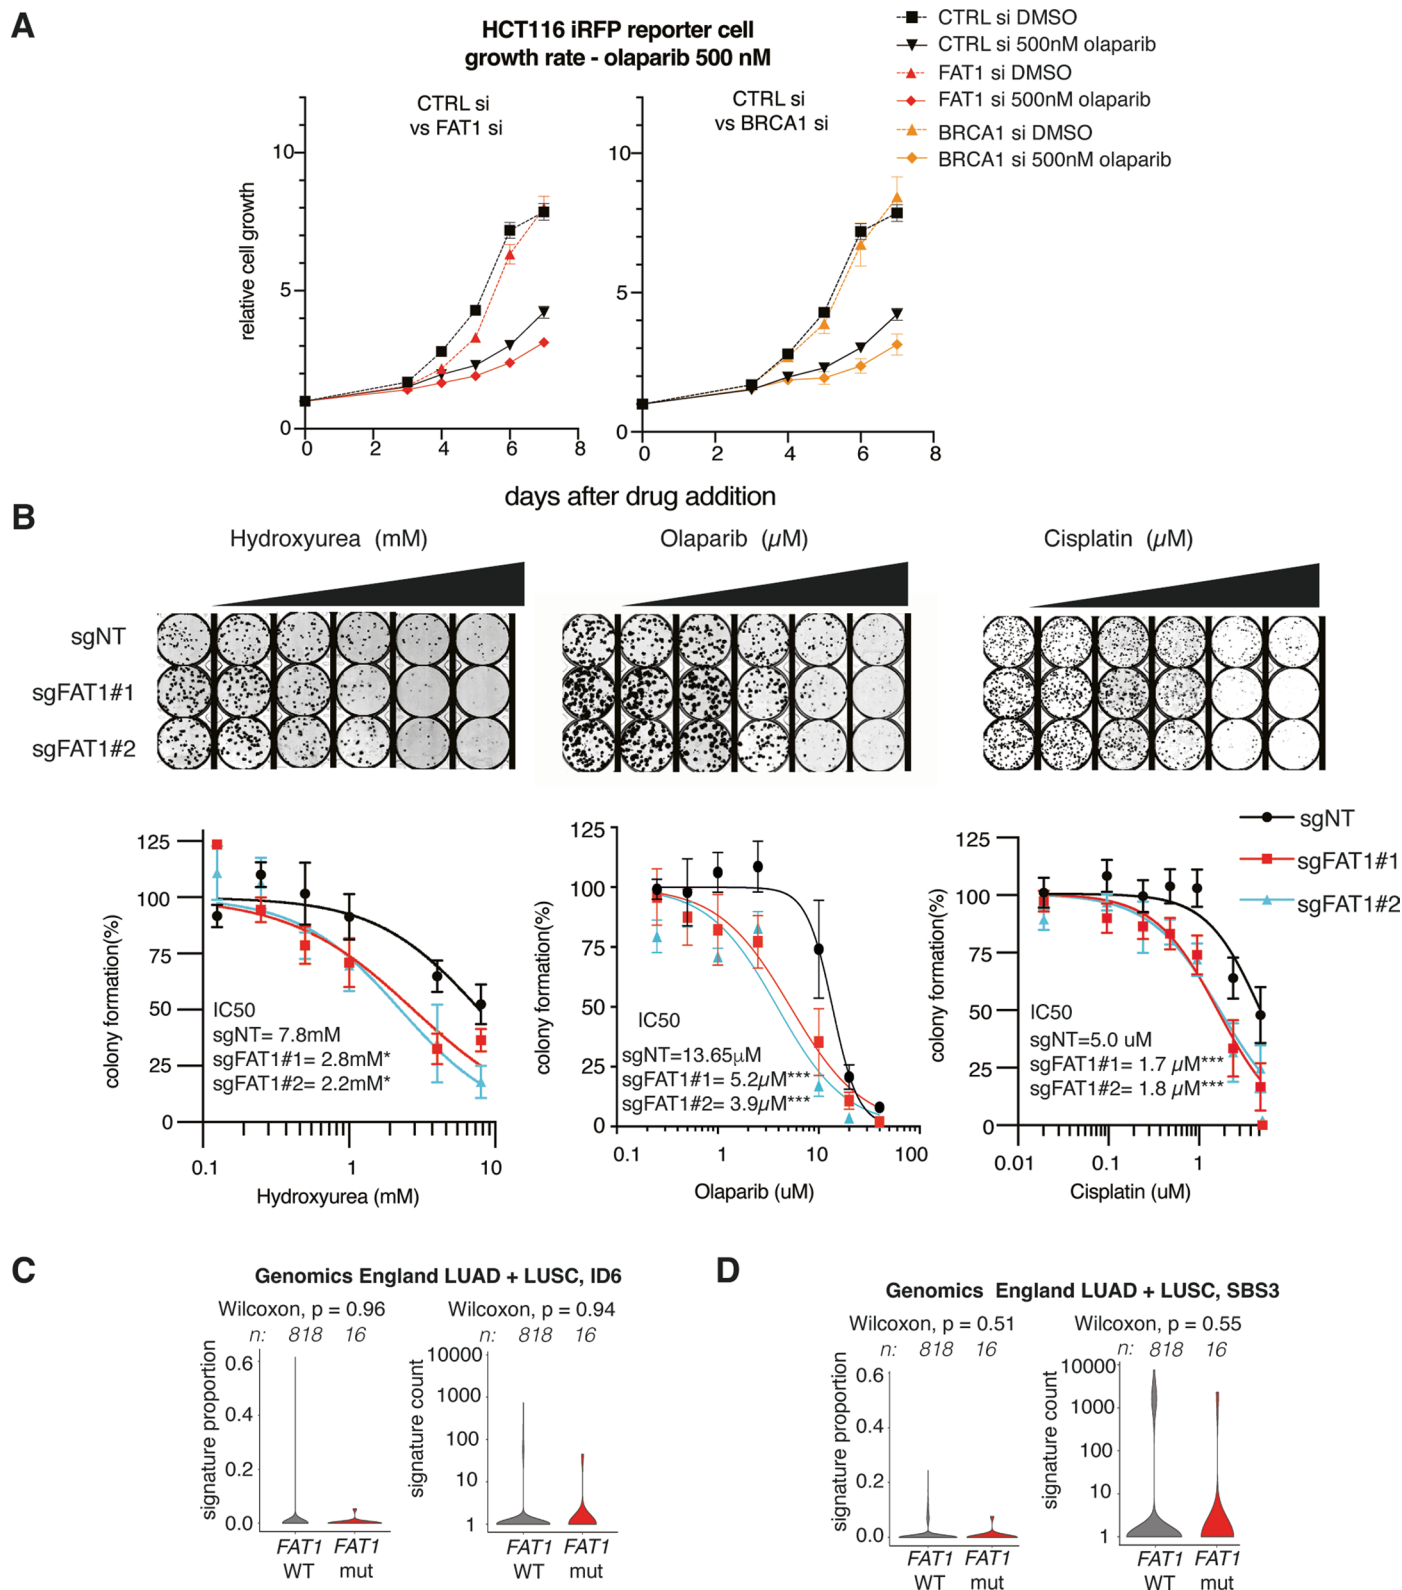 A
HCT116 iRFP reporter cell
growth rate - olaparib 500 nM
CTRL si DMSO
CTRL si 500nM olaparib
FAT1 si DMSO
FAT1 si 500nM olaparib
BRCA1 si DMSO
BRCA1 si 500nM olaparib
CTRL si
vs FAT1 si
CTRL si
vs BRCA1 si
relative cell growth
10
5
0
0 2 4 6 8
10
5
0
0 2 4 6 8
days after drug addition
B
Hydroxyurea (mM)
Olaparib (µM)
Cisplatin (µM)
sgNT
sgFAT1#1
sgFAT1#2
sgNT
sgFAT1#1
sgFAT1#2
colony formation(%)
125
100
75
50
25
0
IC50
sgNT= 7.8mM
sgFAT1#1= 2.8mM*
sgFAT1#2= 2.2mM*
0.1 1 10
Hydroxyurea (mM)
colony formation(%)
125
100
75
50
25
0
IC50
sgNT=13.65µM
sgFAT1#1= 5.2µM***
sgFAT1#2= 3.9µM***
0.1 1 10 100
Olaparib (uM)
colony formation(%)
125
100
75
50
25
0
IC50
sgNT=5.0 uM
sgFAT1#1= 1.7 µM***
sgFAT1#2= 1.8 µM***
0.01 0.1 1
Cisplatin (uM)
C
Genomics England LUAD + LUSC, ID6
Wilcoxon, p = 0.96
n: 818 16
signature proportion
0.6
0.4
0.2
0.0
FAT1 FAT1
WT mut
Wilcoxon, p = 0.94
n: 818 16
signature count
10000
1000
100
10
1
FAT1 FAT1
WT mut
D
Genomics England LUAD + LUSC, SBS3
Wilcoxon, p = 0.51
n: 818 16
signature proportion
0.6
0.4
0.2
0.0
FAT1 FAT1
WT mut
Wilcoxon, p = 0.55
n: 818 16
signature count
10000
1000
100
10
1
FAT1 FAT1
WT mut